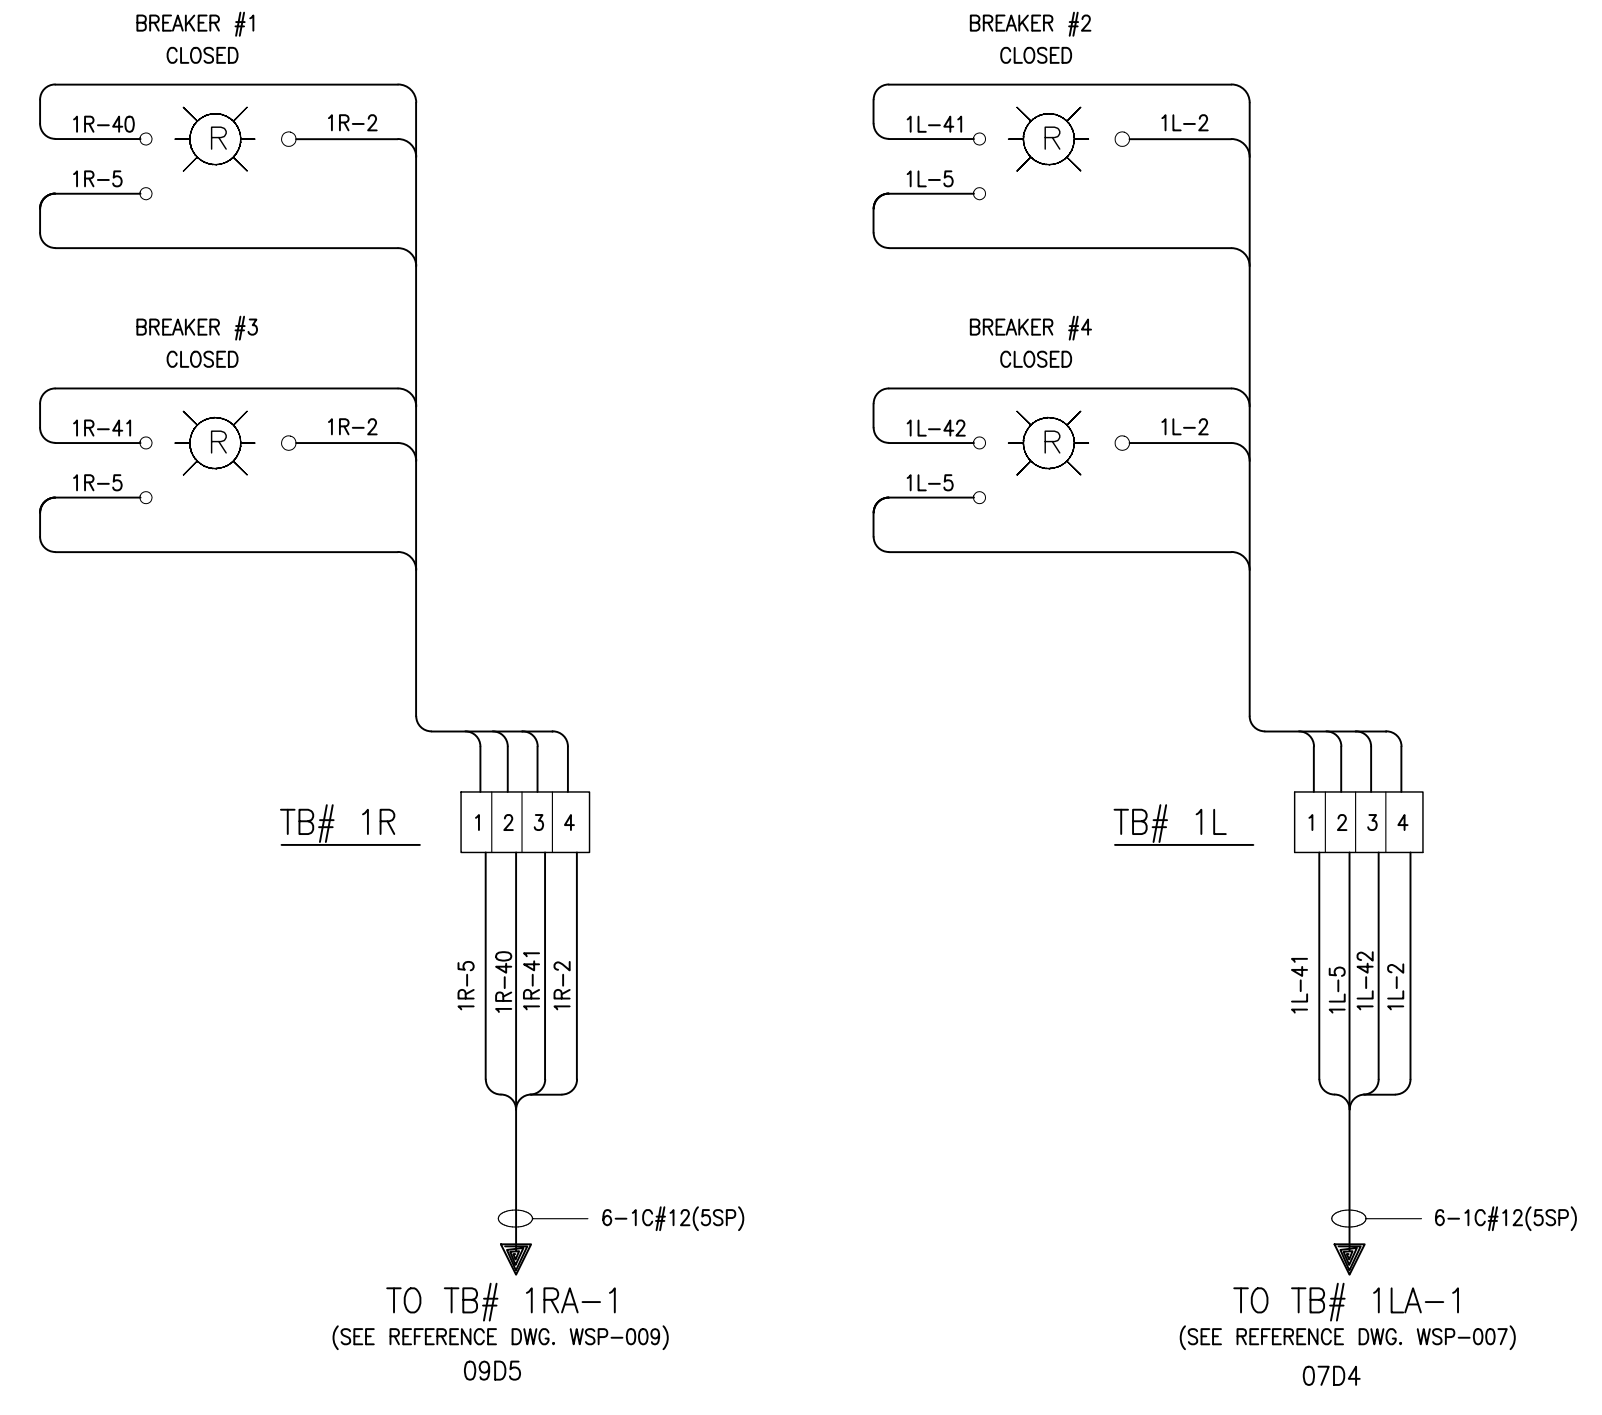 BREAKER #1
CLOSED
1R-40
R
1R-2
1R-5
BREAKER #3
CLOSED
1R-41
R
1R-2
1R-5
TB# 1R
1 2 3 4
1R-5
1R-40
1R-41
1R-2
6-1C#12(5SP)
TO TB# 1RA-1
(SEE REFERENCE DWG. WSP-009)
09D5
BREAKER #2
CLOSED
1L-41
R
1L-2
1L-5
BREAKER #4
CLOSED
1L-42
R
1L-2
1L-5
TB# 1L
1 2 3 4
1L-41
1L-5
1L-42
1L-2
6-1C#12(5SP)
TO TB# 1LA-1
(SEE REFERENCE DWG. WSP-007)
07D4